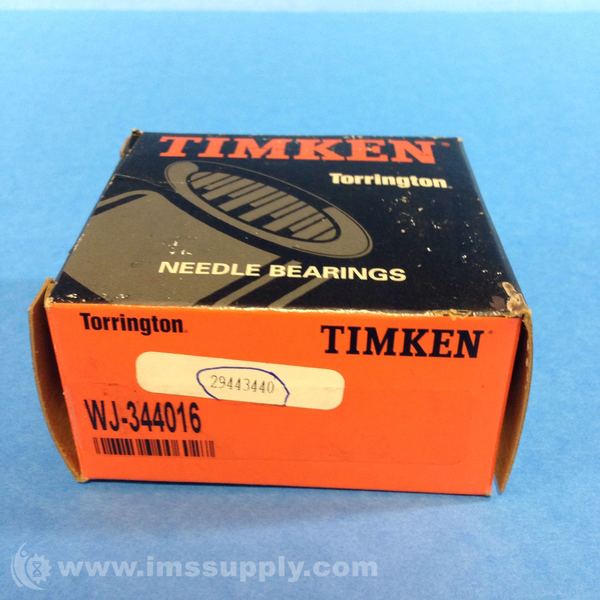 TIMKEN
Torrington
NEEDLE BEARINGS
Torrington
TIMKEN
29443440
WJ-344016
www.imssupply.com